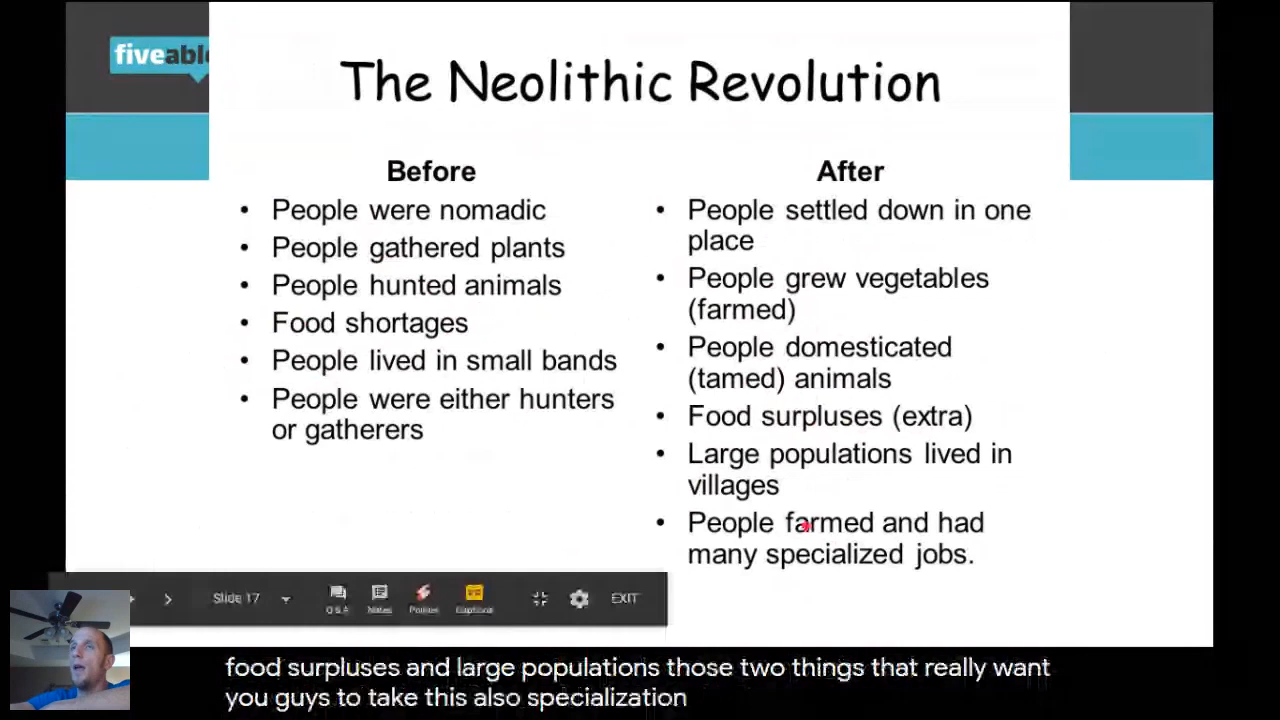 fiveable
The Neolithic Revolution
Before
• People were nomadic
• People gathered plants
• People hunted animals
• Food shortages
• People lived in small bands
• People were either hunters
or gatherers
After
• People settled down in one
place
• People grew vegetables
(farmed)
• People domesticated
(tamed) animals
• Food surpluses (extra)
• Large populations lived in
villages
• People farmed and had
many specialized jobs.
Slide 17
Q&A
Notes
Pointer
Captions
EXIT
food surpluses and large populations those two things that really want
you guys to take this also specialization